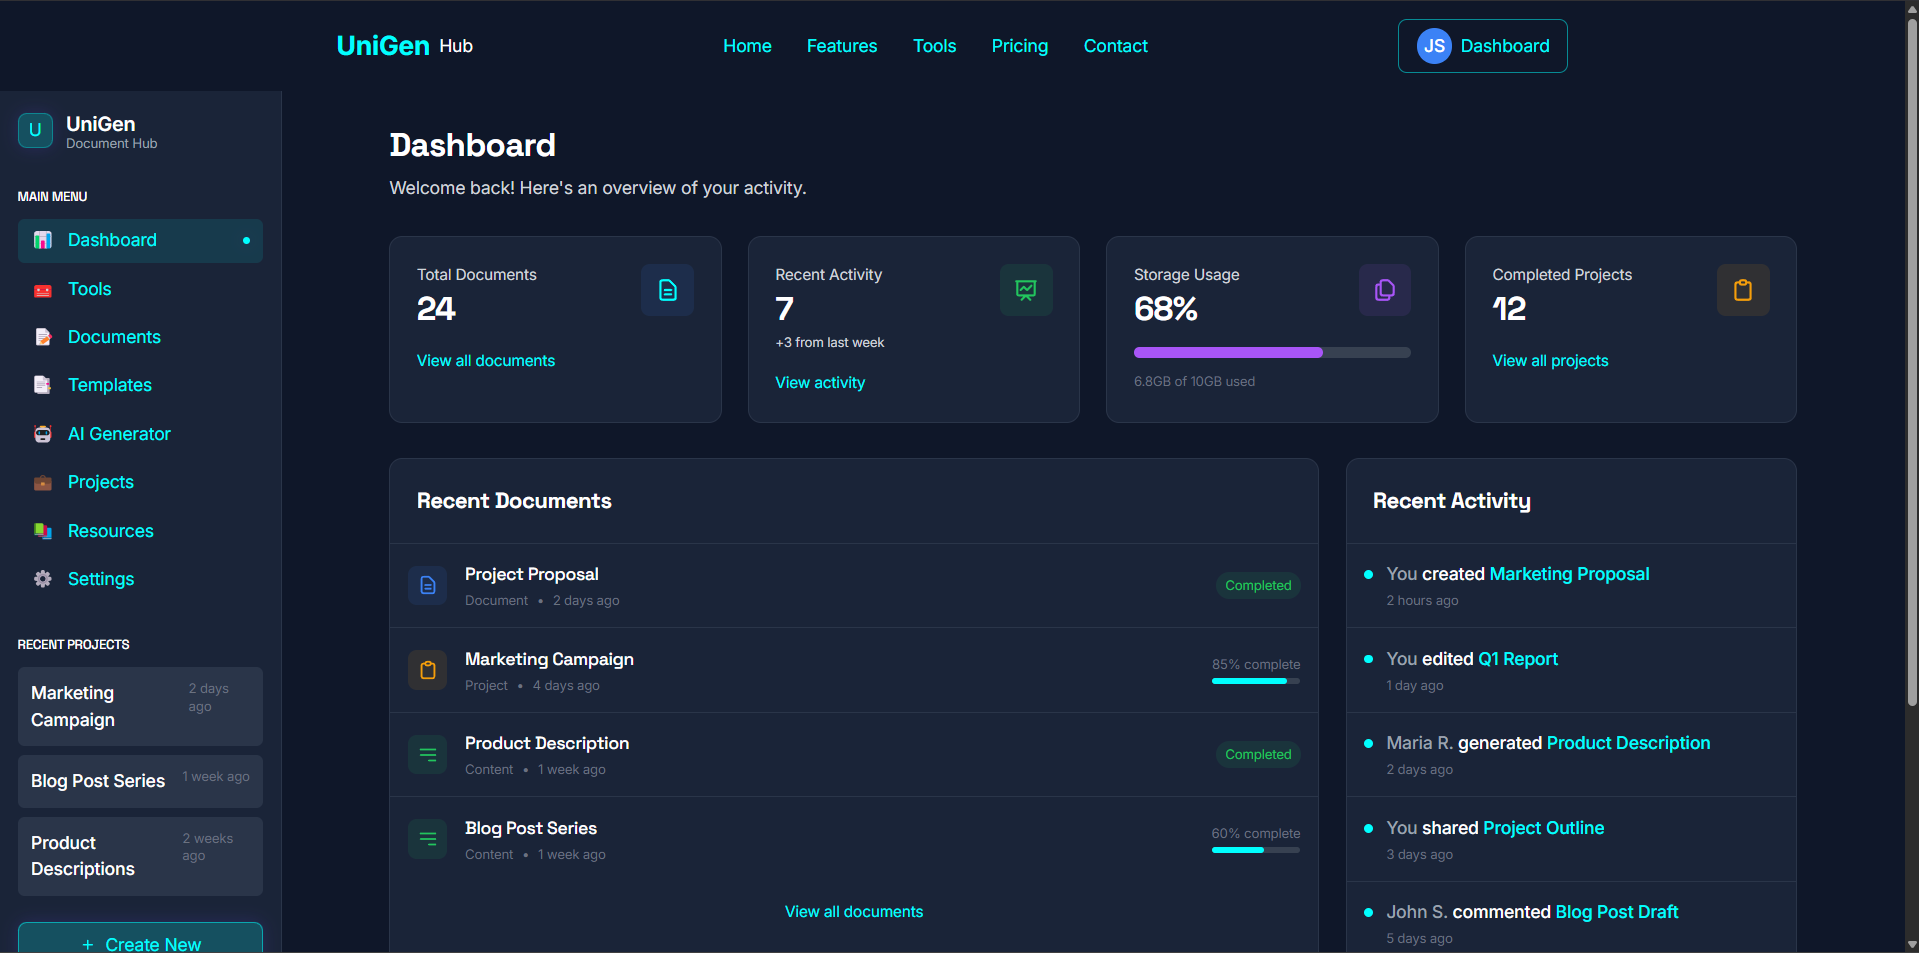 UniGen Hub
Home
Features
Tools
Pricing
Contact
JS
Dashboard
U
UniGen
Document Hub
MAIN MENU
Dashboard
Tools
Documents
Templates
AI Generator
Projects
Resources
Settings
RECENT PROJECTS
Marketing
Campaign
2 days
ago
Blog Post Series
1 week ago
Product
Descriptions
2 weeks
ago
+ Create New
Dashboard
Welcome back! Here's an overview of your activity.
Total Documents
24
View all documents
Recent Activity
7
+3 from last week
View activity
Storage Usage
68%
6.8GB of 10GB used
Completed Projects
12
View all projects
Recent Documents
Project Proposal
Document • 2 days ago
Completed
Marketing Campaign
Project • 4 days ago
85% complete
Product Description
Content • 1 week ago
Completed
Blog Post Series
Content • 1 week ago
60% complete
View all documents
Recent Activity
You created Marketing Proposal
2 hours ago
You edited Q1 Report
1 day ago
Maria R. generated Product Description
2 days ago
You shared Project Outline
3 days ago
John S. commented Blog Post Draft
5 days ago